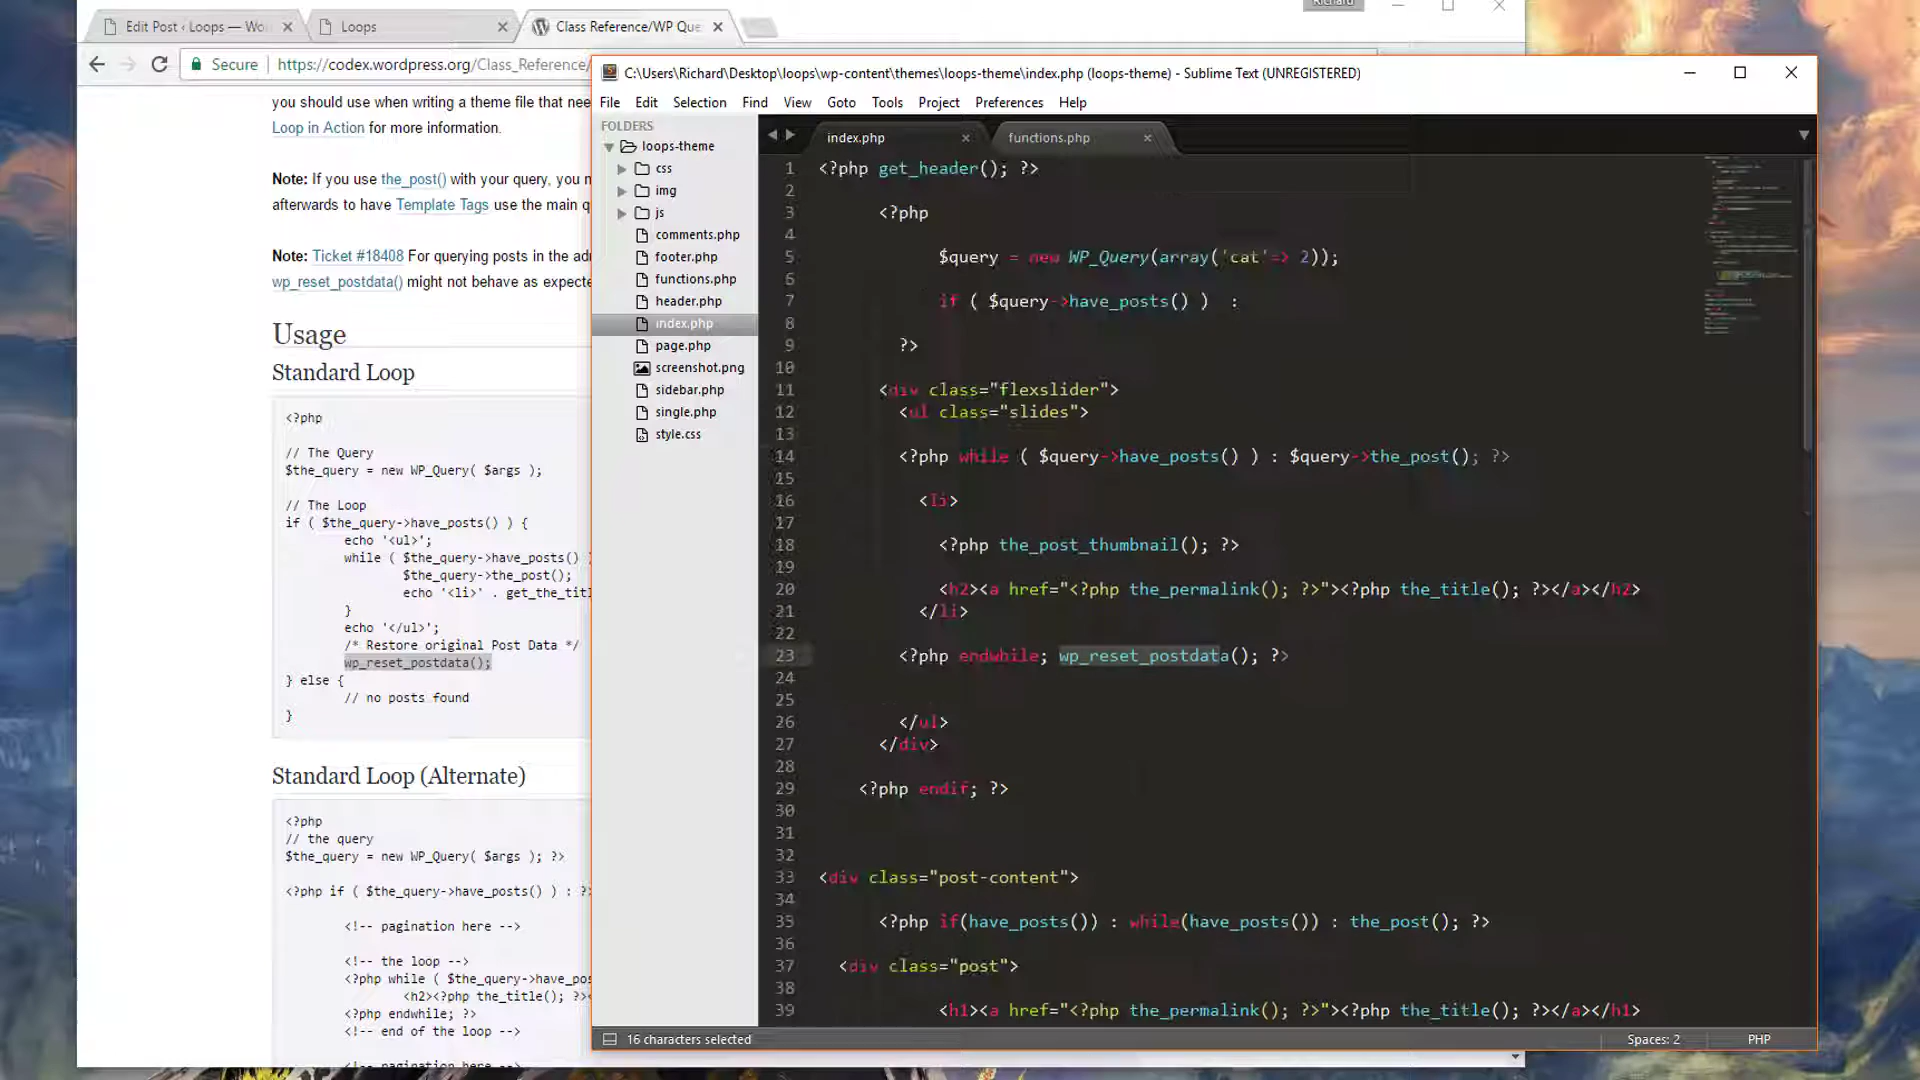 Richard
Edit Post ‹ Loops — Wor
Loops
Class Reference/WP Que
Secure
https://codex.wordpress.org/Class_Reference/
you should use when writing a theme file that nee
Loop in Action for more information.
Note: If you use the_post() with your query, you n
afterwards to have Template Tags use the main q
Note: Ticket #18408 For querying posts in the ad
wp_reset_postdata() might not behave as expecte
Usage
Standard Loop
<?php
// The Query
$the_query = new WP_Query( $args );
// The Loop
if ( $the_query->have_posts() ) {
echo '<ul>';
while ( $the_query->have_posts()
$the_query->the_post();
echo '<li>' . get_the_titl
}
echo '</ul>';
/* Restore original Post Data */
wp_reset_postdata();
} else {
// no posts found
}
Standard Loop (Alternate)
<?php
// the query
$the_query = new WP_Query( $args ); ?>
<?php if ( $the_query->have_posts() ) : ?>
<!-- pagination here -->
<!-- the loop -->
<?php while ( $the_query->have_pos
<h2><?php the_title(); ?><
<?php endwhile; ?>
<!-- end of the loop -->
<!-- pagination here -->
C:\Users\Richard\Desktop\loops\wp-content\themes\loops-theme\index.php (loops-theme) - Sublime Text (UNREGISTERED)
File Edit Selection Find View Goto Tools Project Preferences Help
FOLDERS
loops-theme
css
img
js
comments.php
footer.php
functions.php
header.php
index.php
page.php
screenshot.png
sidebar.php
single.php
style.css
index.php
functions.php
1 <?php get_header(); ?>
2
3 <?php
4
5 $query = new WP_Query(array('cat'=> 2));
6
7 if ( $query->have_posts() ) :
8
9 ?>
10
11 <div class="flexslider">
12 <ul class="slides">
13
14 <?php while ( $query->have_posts() ) : $query->the_post(); ?>
15
16 <li>
17
18 <?php the_post_thumbnail(); ?>
19
20 <h2><a href="<?php the_permalink(); ?>"><?php the_title(); ?></a></h2>
21 </li>
22
23 <?php endwhile; wp_reset_postdata(); ?>
24
25
26 </ul>
27 </div>
28
29 <?php endif; ?>
30
31
32
33 <div class="post-content">
34
35 <?php if(have_posts()) : while(have_posts()) : the_post(); ?>
36
37 <div class="post">
38
39 <h1><a href="<?php the_permalink(); ?>"><?php the_title(); ?></a></h1>
16 characters selected
Spaces: 2
PHP